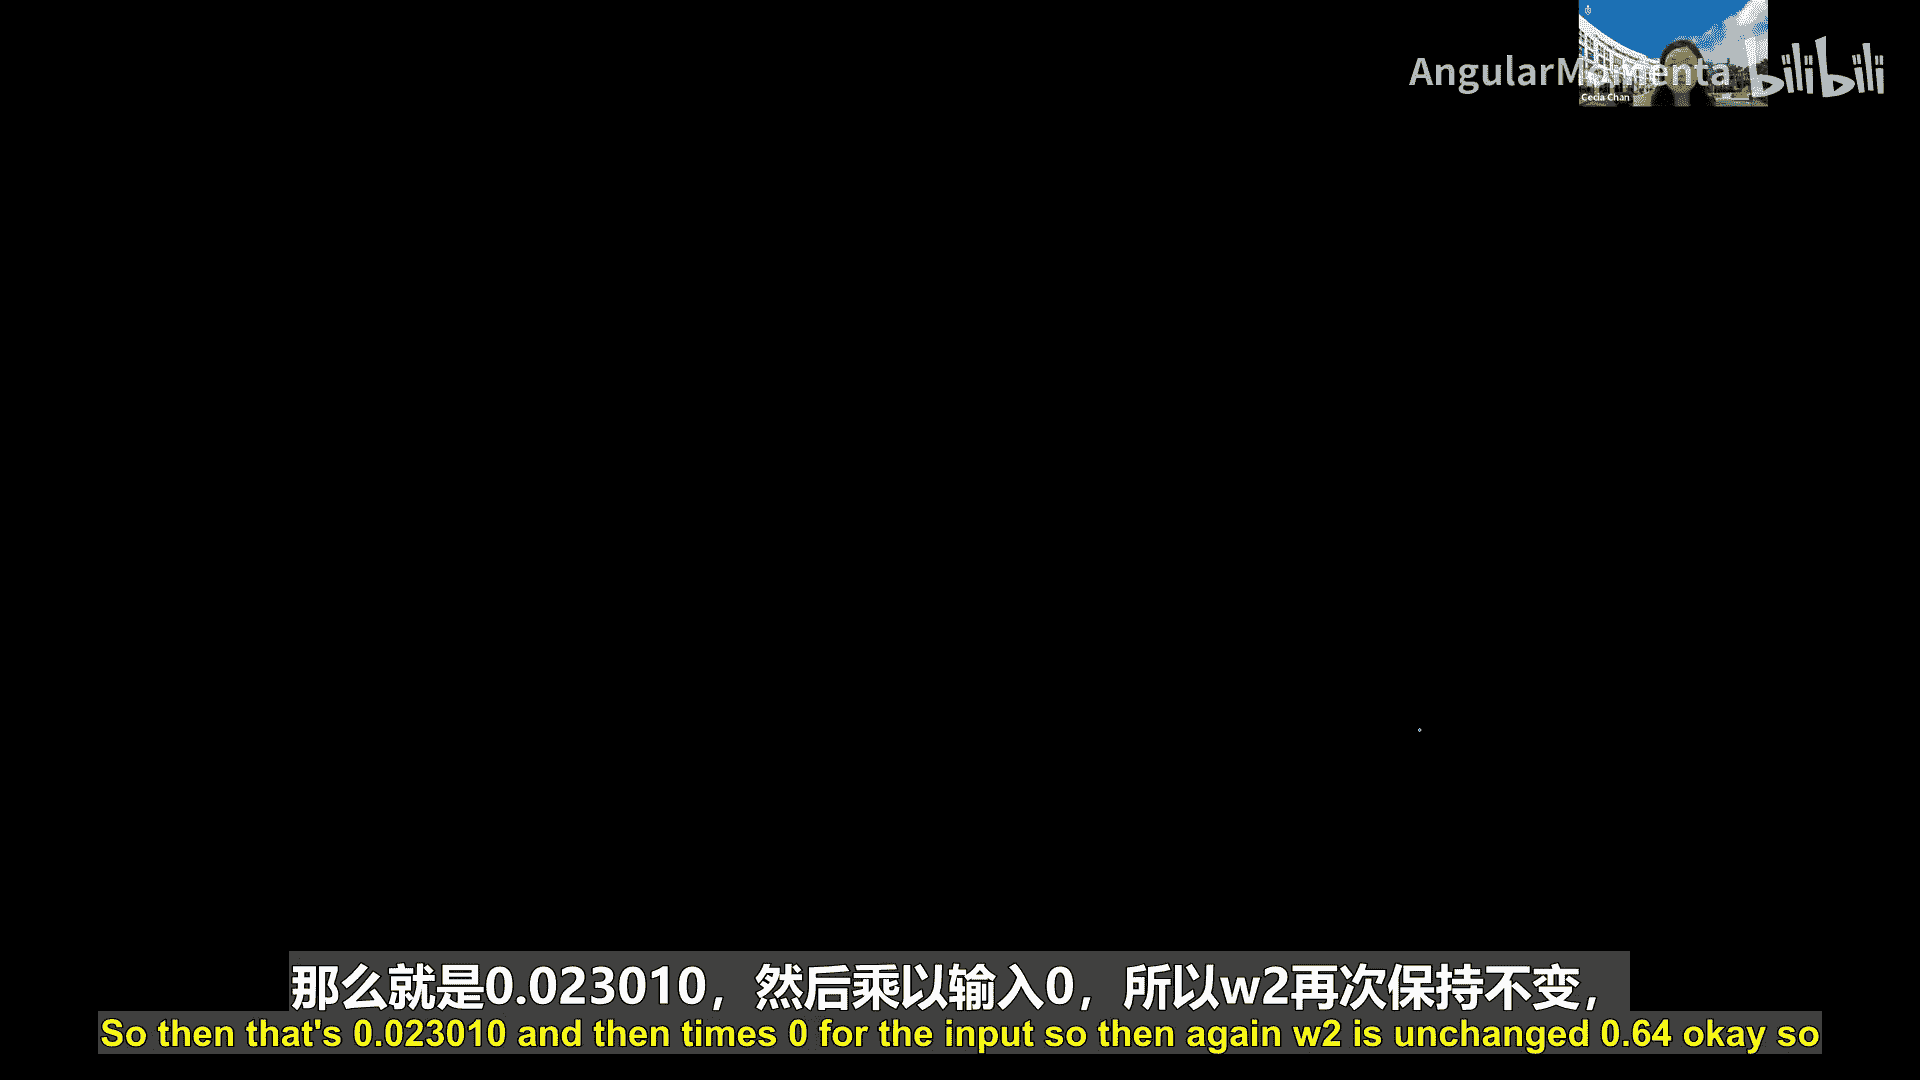 AngularMomenta bilibili
Cecia Chan
那么就是0.023010，然后乘以输入0，所以w2再次保持不变，
So then that's 0.023010 and then times 0 for the input so then again w2 is unchanged 0.64 okay so